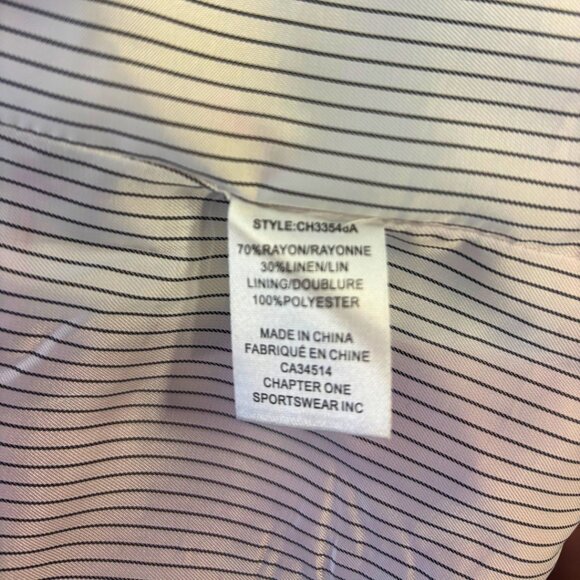 STYLE:CH33548A
70%RAYON/RAYONNE
30%LINEN/LIN
LINING/DOUBLURE
100%POLYESTER
MADE IN CHINA
FABRIQUÉ EN CHINE
CA34514
CHAPTER ONE
SPORTSWEAR INC